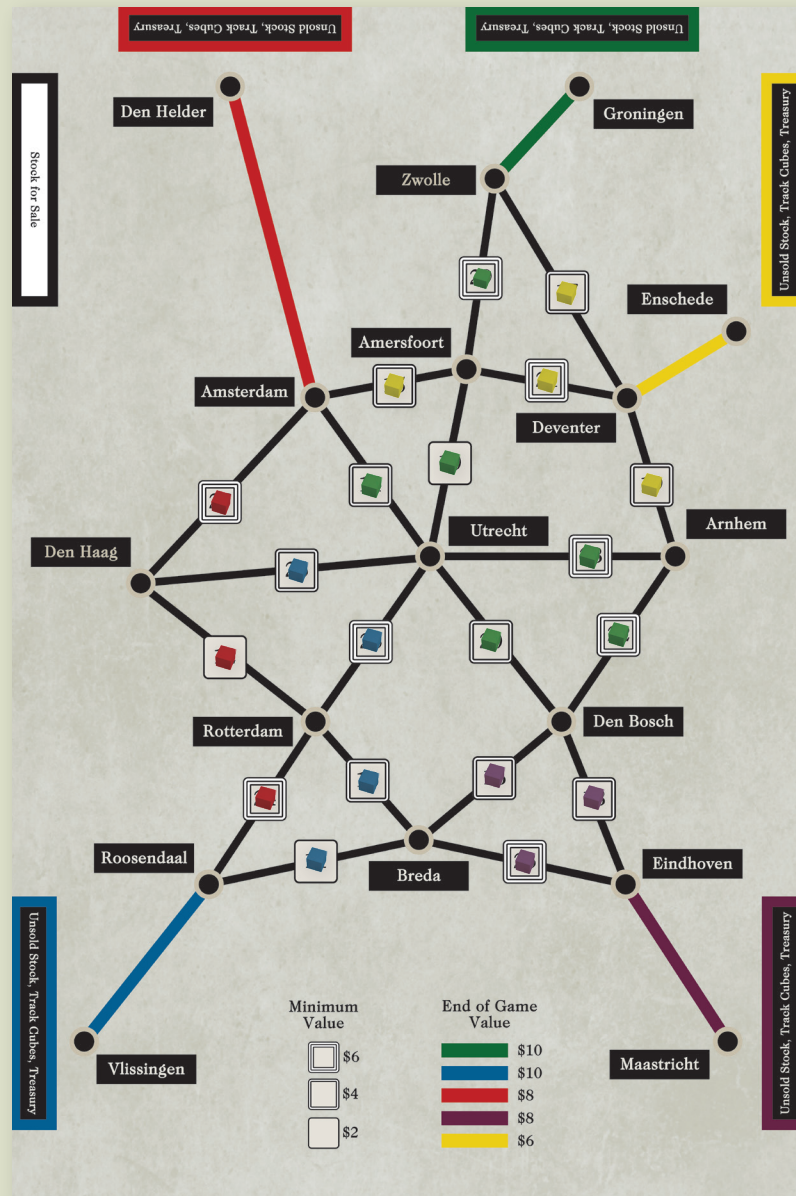 Unsold Stock, Track Cubes, Treasury
Unsold Stock, Track Cubes, Treasury
Stock for Sale
Unsold Stock, Track Cubes, Treasury
Den Helder
Groningen
Zwolle
Enschede
Amersfoort
Amsterdam
Deventer
Utrecht
Arnhem
Den Haag
Rotterdam
Den Bosch
Roosendaal
Breda
Eindhoven
Unsold Stock, Track Cubes, Treasury
Unsold Stock, Track Cubes, Treasury
Vlissingen
Maastricht
Minimum
Value
$6
$4
$2
End of Game
Value
$10
$10
$8
$8
$6